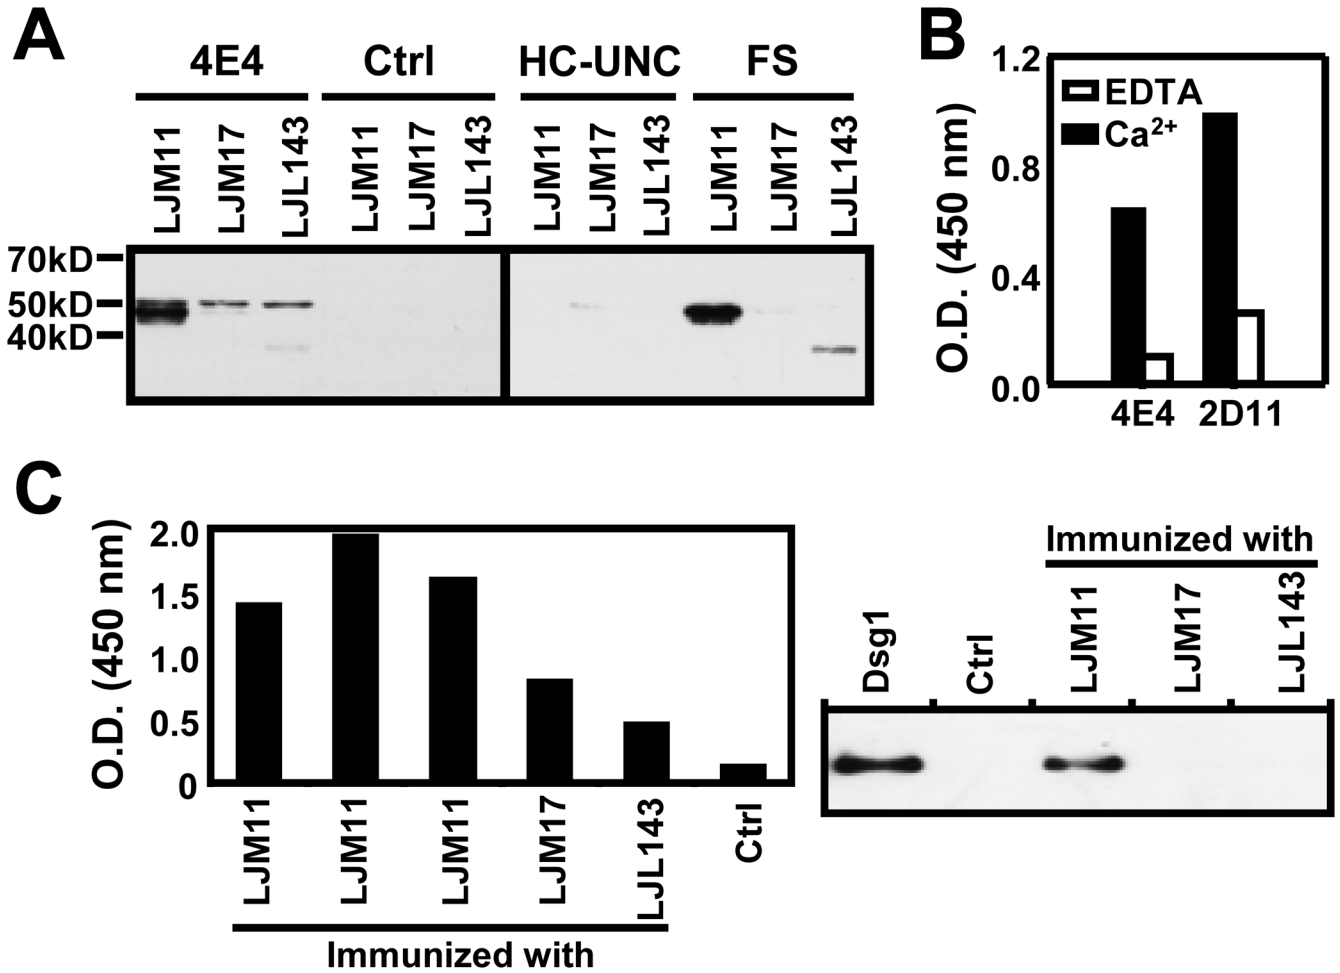 A
4E4 Ctrl HC-UNC FS
LJM11 LJM17 LJL143 LJM11 LJM17 LJL143 LJM11 LJM17 LJL143 LJM11 LJM17 LJL143
70kD
50kD
40kD
B
O.D. (450 nm)
1.2
0.8
0.4
0.0
EDTA
Ca²⁺
4E4 2D11
C
O.D. (450 nm)
2.0
1.5
1.0
0.5
0
LJM11 LJM11 LJM11 LJM17 LJL143 Ctrl
Immunized with
Immunized with
Dsg1 Ctrl LJM11 LJM17 LJL143